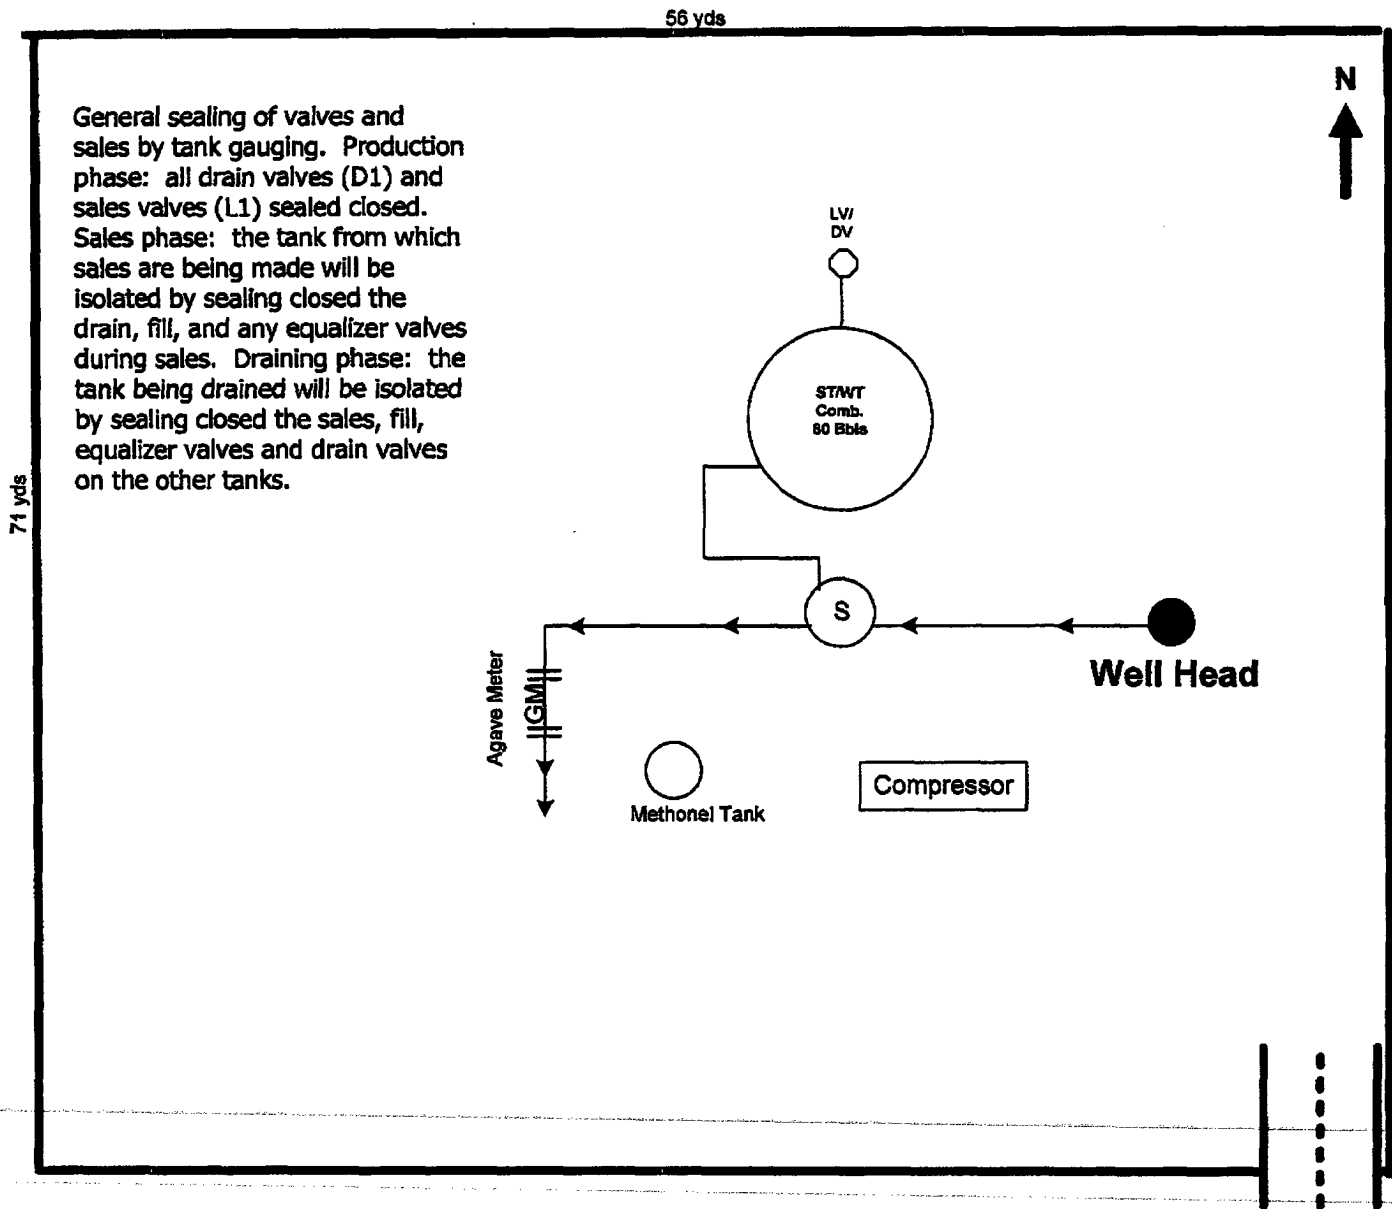 56 yds
N
General sealing of valves and
sales by tank gauging. Production
phase: all drain valves (D1) and
sales valves (L1) sealed closed.
Sales phase: the tank from which
sales are being made will be
isolated by sealing closed the
drain, fill, and any equalizer valves
during sales. Draining phase: the
tank being drained will be isolated
by sealing closed the sales, fill,
equalizer valves and drain valves
on the other tanks.
71 yds
LV/
DV
ST/WT
Comb.
80 Bbls
S
Well Head
Agave Meter
GM
Methonel Tank
Compressor